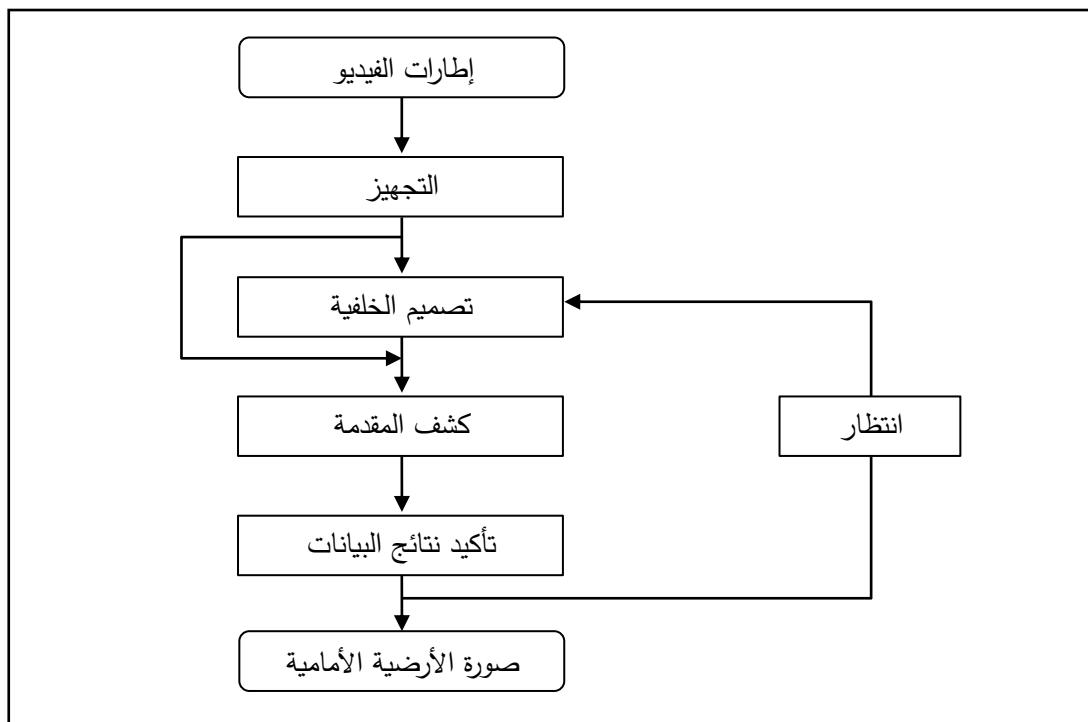 إطارات الفيديو
التجهيز
تصميم الخلفية
كشف المقدمة
انتظار
تأكيد نتائج البيانات
صورة الأرضية الأمامية